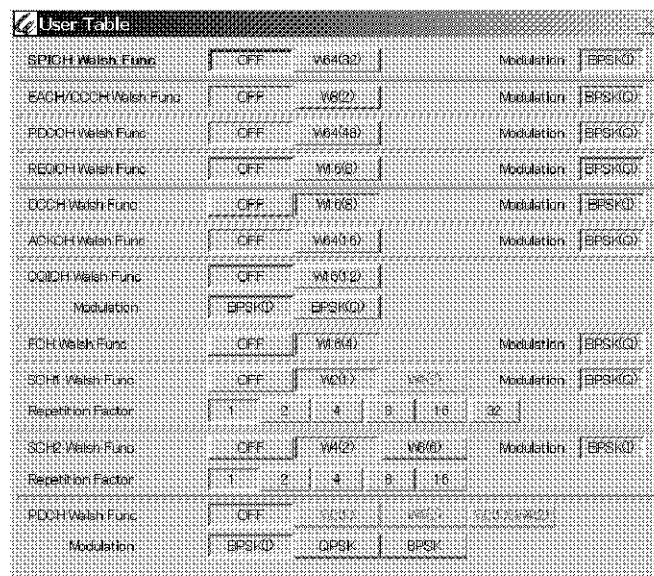 User Table
SPICH Walsh Func OFF W64(32) Modulation BPSK(I)
EACH/CCCH Walsh Func OFF W8(2) Modulation BPSK(Q)
PDCCH Walsh Func OFF W64(48) Modulation BPSK(Q)
REQCH Walsh Func OFF W16(8) Modulation BPSK(Q)
DCCH Walsh Func OFF W16(8) Modulation BPSK(I)
ACKCH Walsh Func OFF W64(16) Modulation BPSK(Q)
CQICH Walsh Func OFF W16(12)
Modulation BPSK(I) BPSK(Q)
FCH Walsh Func OFF W16(4) Modulation BPSK(Q)
SCH1 Walsh Func OFF W2(1) Modulation BPSK(Q)
Repetition Factor 1 2 4 8 16 32
SCH2 Walsh Func OFF W4(2) W8(6) Modulation BPSK(I)
Repetition Factor 1 2 4 8 16
PDCH Walsh Func OFF
Modulation BPSK(I) QPSK 8PSK